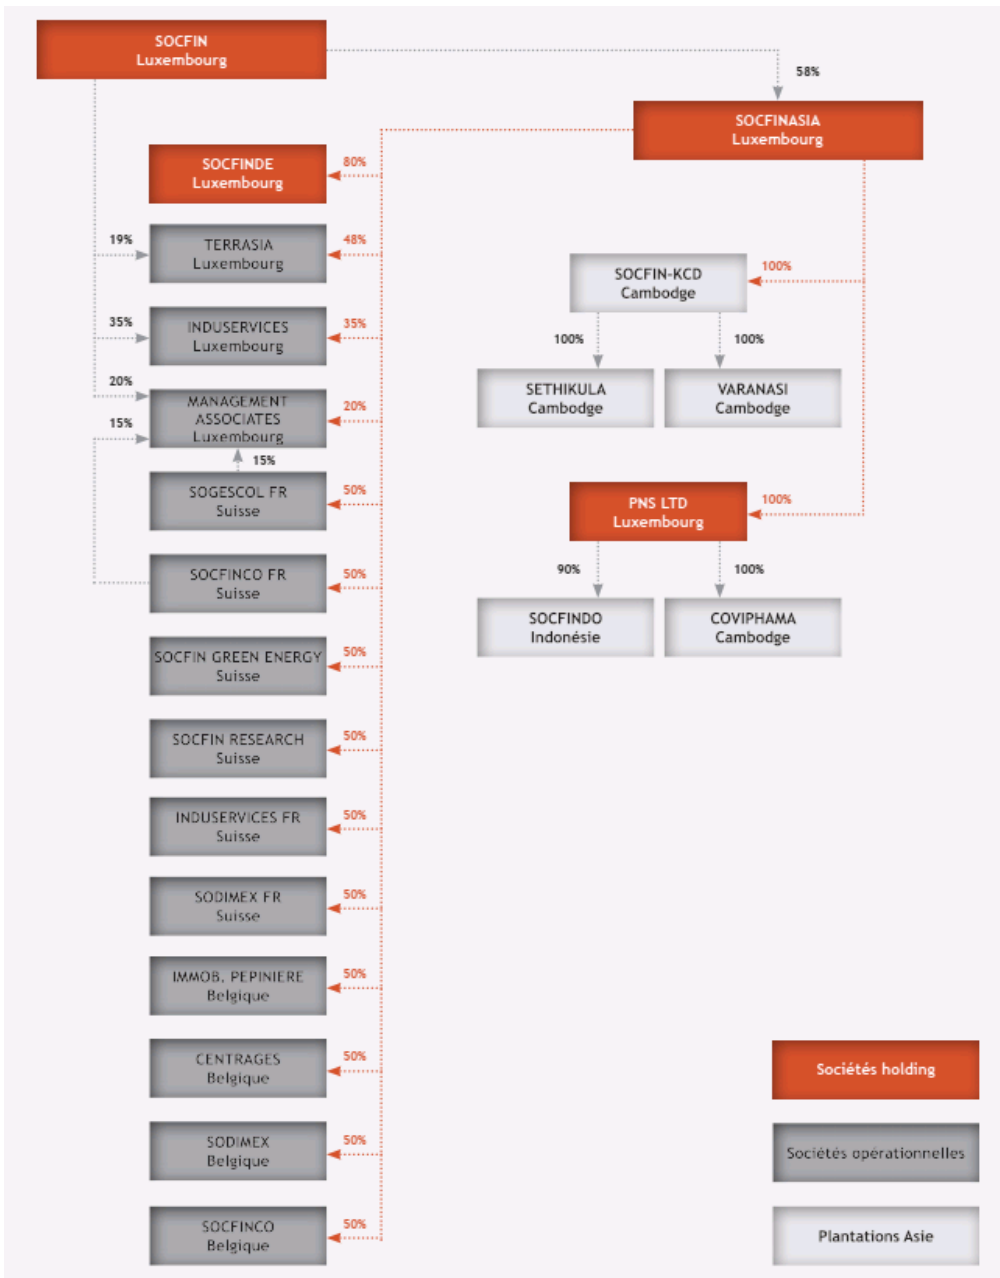 SOCFIN
Luxembourg
58%
SOCFINASIA
Luxembourg
SOCFINDE
Luxembourg
80%
19%
TERRASIA
Luxembourg
48%
35%
INDUSERVICES
Luxembourg
35%
20%
15%
MANAGEMENT
ASSOCIATES
Luxembourg
20%
15%
SOGESCOL FR
Suisse
50%
SOCFINCO FR
Suisse
50%
SOCFIN GREEN ENERGY
Suisse
50%
SOCFIN RESEARCH
Suisse
50%
INDUSERVICES FR
Suisse
50%
SODIMEX FR
Suisse
50%
IMMOB. PEPINIERE
Belgique
50%
CENTRAGES
Belgique
50%
SODIMEX
Belgique
50%
SOCFINCO
Belgique
50%
SOCFIN-KCD
Cambodge
100%
100%
100%
SETHIKULA
Cambodge
VARANASI
Cambodge
PNS LTD
Luxembourg
100%
90%
100%
SOCFINDO
Indonésie
COVIPHAMA
Cambodge
Sociétés holding
Sociétés opérationnelles
Plantations Asie